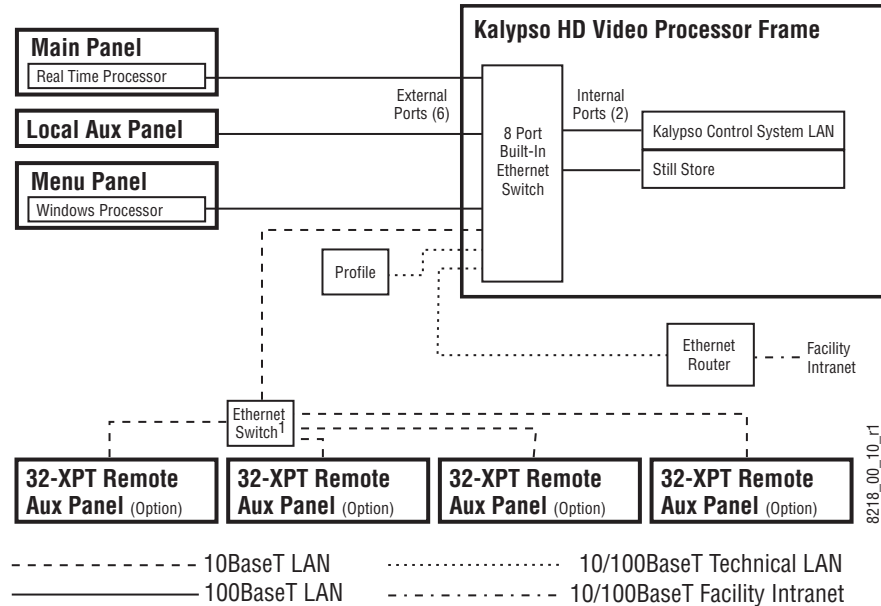 Kalypso HD Video Processor Frame
Main Panel
Real Time Processor
Local Aux Panel
Menu Panel
Windows Processor
External
Ports (6)
8 Port
Built-In
Ethernet
Switch
Internal
Ports (2)
Kalypso Control System LAN
Still Store
Profile
Ethernet
Router
Facility
Intranet
Ethernet
Switch1
32-XPT Remote
Aux Panel (Option)
32-XPT Remote
Aux Panel (Option)
32-XPT Remote
Aux Panel (Option)
32-XPT Remote
Aux Panel (Option)
8218_00_10_r1
10BaseT LAN
10/100BaseT Technical LAN
100BaseT LAN
10/100BaseT Facility Intranet